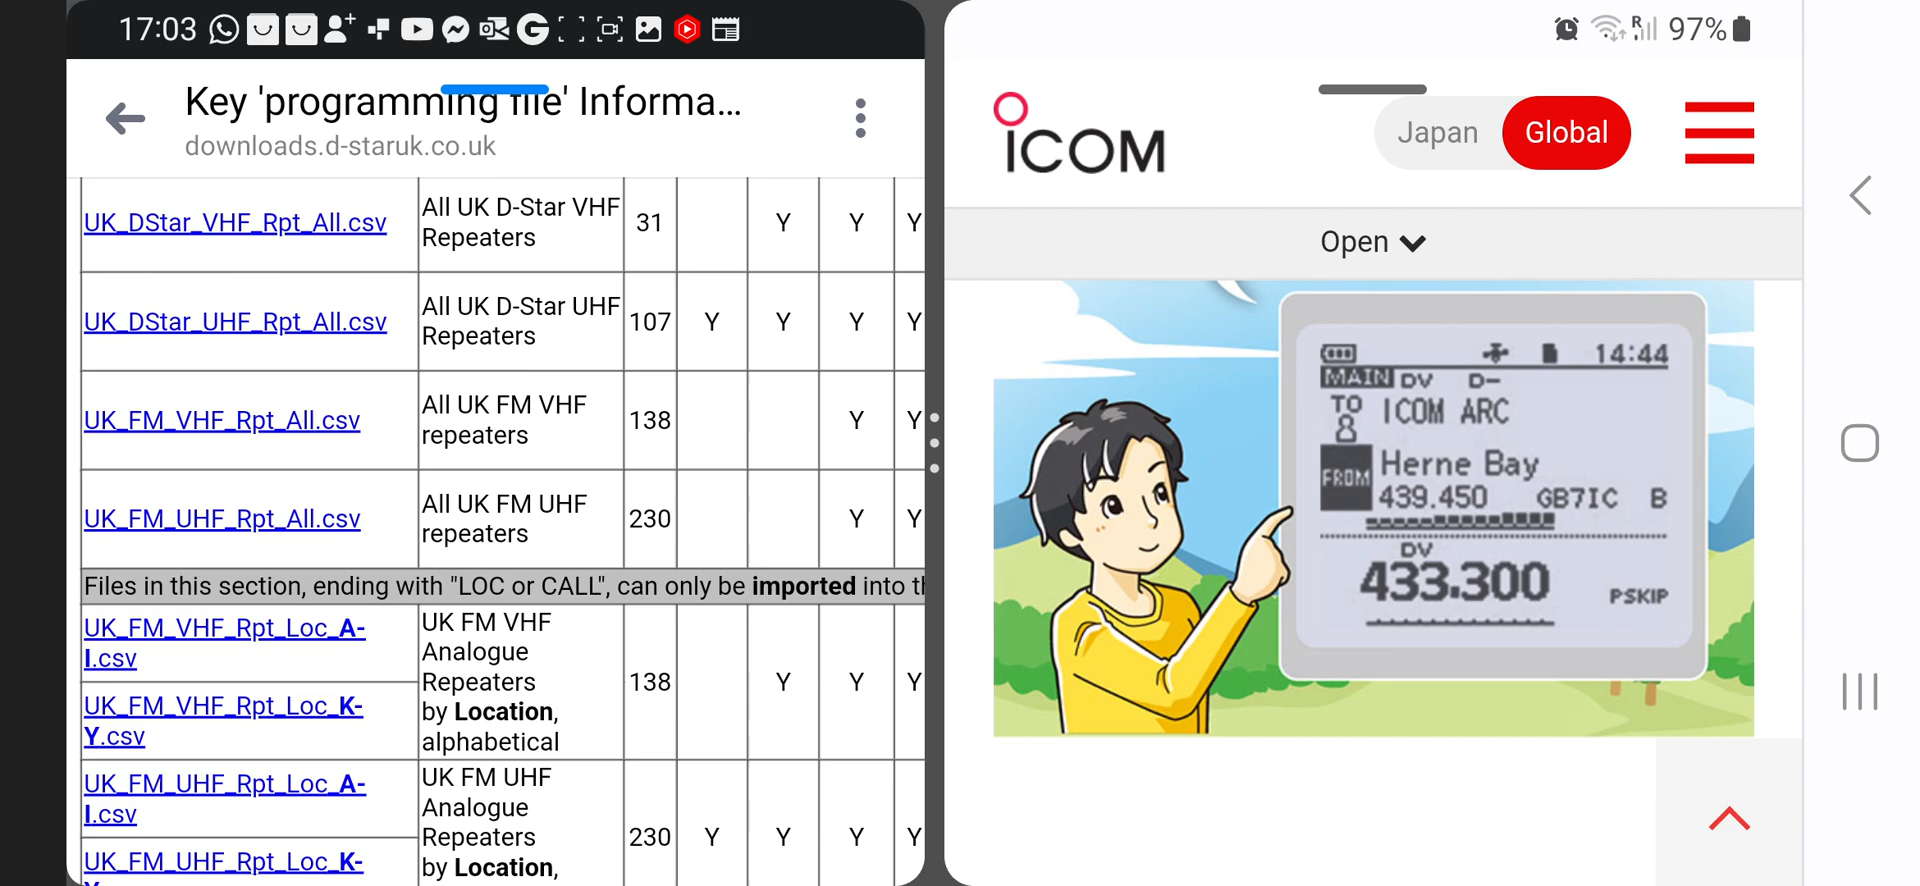 17:03
97%
Key 'programming file' Informa...
downloads.d-staruk.co.uk
UK_DStar_VHF_Rpt_All.csv
All UK D-Star VHF
Repeaters
31 Y Y Y
UK_DStar_UHF_Rpt_All.csv
All UK D-Star UHF
Repeaters
107 Y Y Y Y
UK_FM_VHF_Rpt_All.csv
All UK FM VHF
repeaters
138 Y Y
UK_FM_UHF_Rpt_All.csv
All UK FM UHF
repeaters
230 Y Y
Files in this section, ending with "LOC or CALL", can only be imported into
UK_FM_VHF_Rpt_Loc_A-
I.csv
UK_FM_VHF_Rpt_Loc_K-
Y.csv
UK FM VHF
Analogue
Repeaters
by Location,
alphabetical
138 Y Y Y
UK_FM_UHF_Rpt_Loc_A-
I.csv
UK_FM_UHF_Rpt_Loc_K-
UK FM UHF
Analogue
Repeaters
by Location,
230 Y Y Y Y
ICOM
Japan
Global
Open
14:44
MAIN DV D-
TO ICOM ARC
FROM Herne Bay
439.450 GB7IC B
DV
433.300
PSKIP